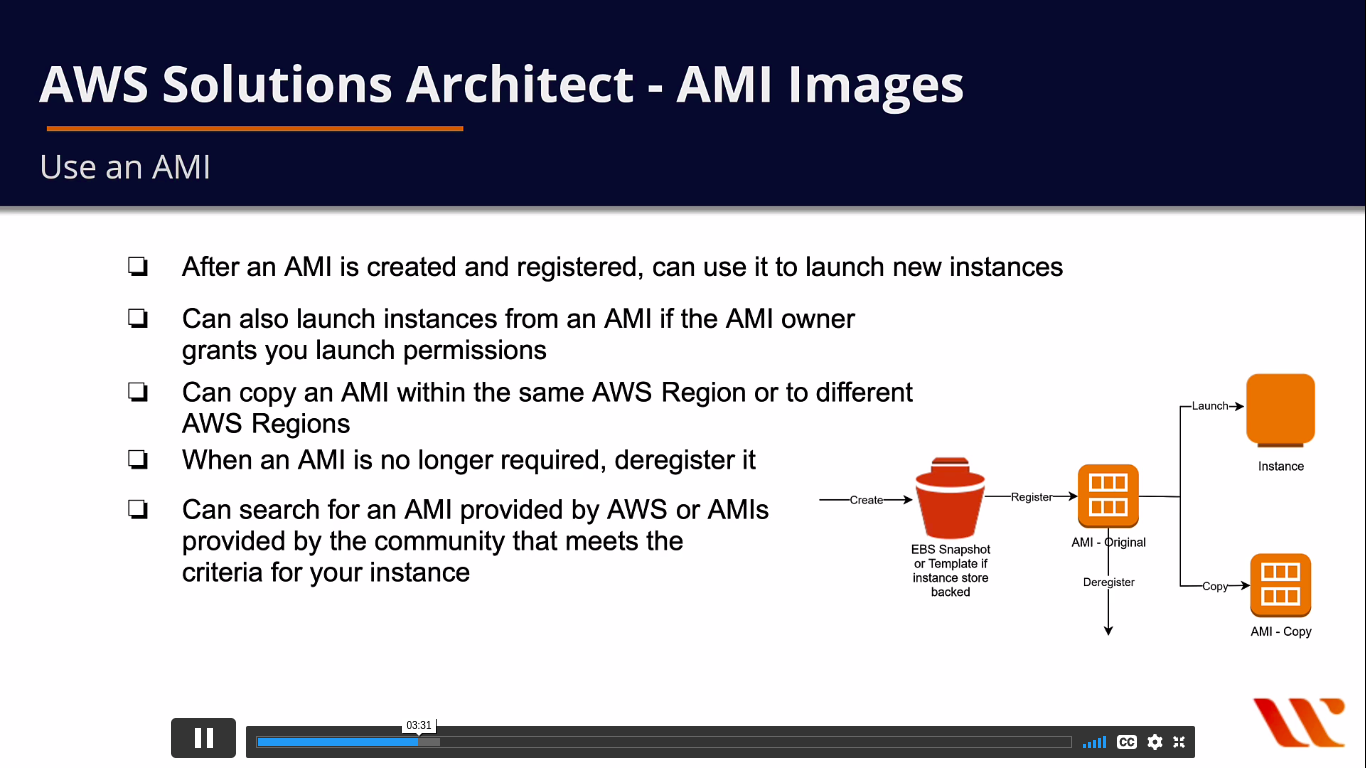 AWS Solutions Architect - AMI Images
Use an AMI
After an AMI is created and registered, can use it to launch new instances
Can also launch instances from an AMI if the AMI owner
grants you launch permissions
Can copy an AMI within the same AWS Region or to different
AWS Regions
When an AMI is no longer required, deregister it
Can search for an AMI provided by AWS or AMIs
provided by the community that meets the
criteria for your instance
Create
EBS Snapshot
or Template if
instance store
backed
Register
AMI - Original
Deregister
Launch
Instance
Copy
AMI - Copy
03:31
CC